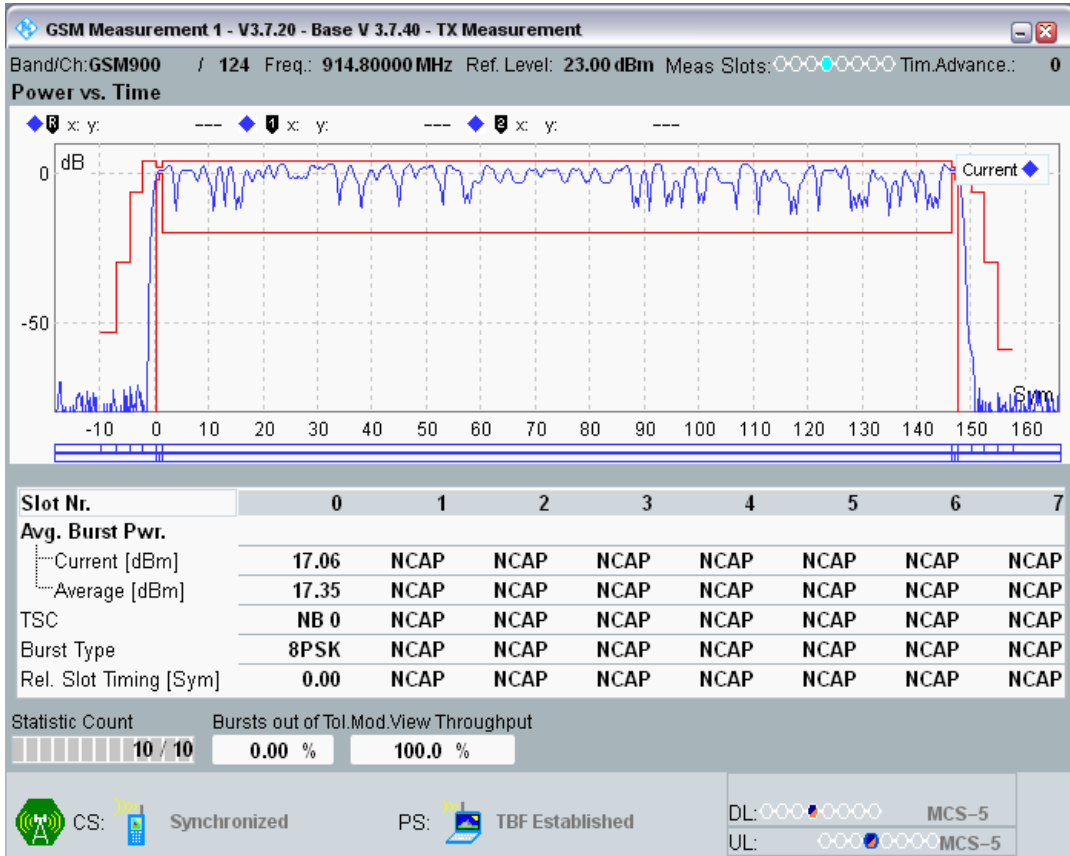 GSM Measurement 1 - V3.7.20 - Base V 3.7.40 - TX Measurement
Band/Ch:GSM900 / 124 Freq.: 914.80000 MHz Ref. Level: 23.00 dBm Meas Slots: Tim.Advance.: 0
Power vs. Time
R x: y: --- 1 x: y: --- 2 x: y: ---
dB
Current
0
-50
Sym
-10 0 10 20 30 40 50 60 70 80 90 100 110 120 130 140 150 160
Slot Nr. 0 1 2 3 4 5 6 7
Avg. Burst Pwr.
Current [dBm] 17.06 NCAP NCAP NCAP NCAP NCAP NCAP NCAP
Average [dBm] 17.35 NCAP NCAP NCAP NCAP NCAP NCAP NCAP
TSC NB 0 NCAP NCAP NCAP NCAP NCAP NCAP NCAP
Burst Type 8PSK NCAP NCAP NCAP NCAP NCAP NCAP NCAP
Rel. Slot Timing [Sym] 0.00 NCAP NCAP NCAP NCAP NCAP NCAP NCAP
Statistic Count Bursts out of Tol.Mod.View Throughput
10 / 10 0.00 % 100.0 %
CS: Synchronized PS: TBF Established DL: MCS-5
UL: MCS-5